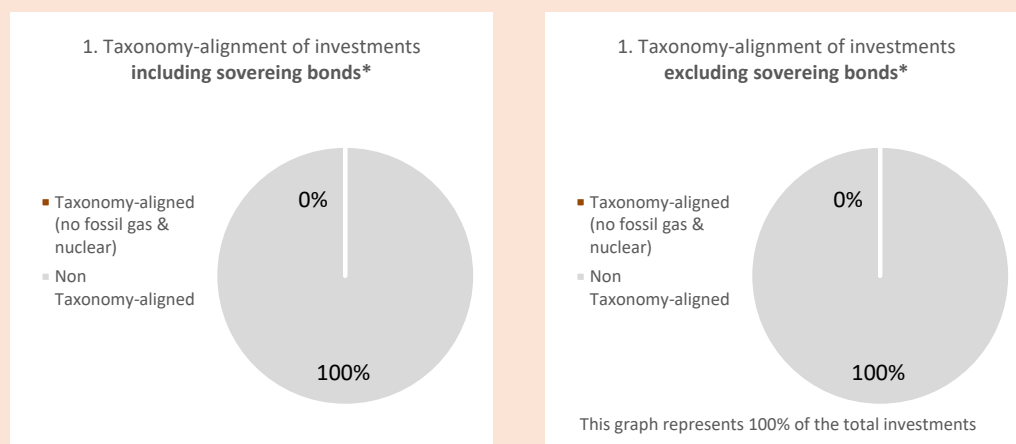 1. Taxonomy-alignment of investments
including sovereing bonds*
Taxonomy-aligned
(no fossil gas &
nuclear)
Non
Taxonomy-aligned
0%
100%
1. Taxonomy-alignment of investments
excluding sovereing bonds*
Taxonomy-aligned
(no fossil gas &
nuclear)
Non
Taxonomy-aligned
0%
100%
This graph represents 100% of the total investments